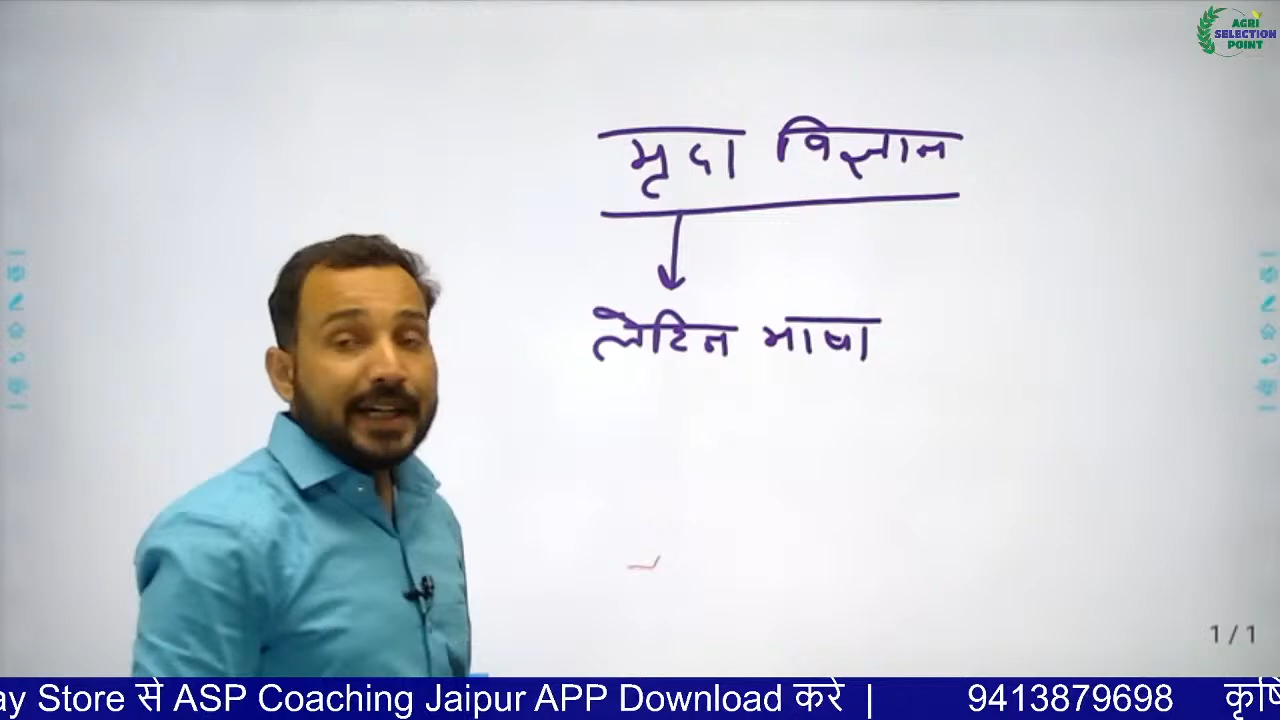 AGRI
SELECTION
POINT
मृदा विज्ञान
लेटिन भाषा
1 / 1
ay Store से ASP Coaching Jaipur APP Download करे | 9413879698 कृषि